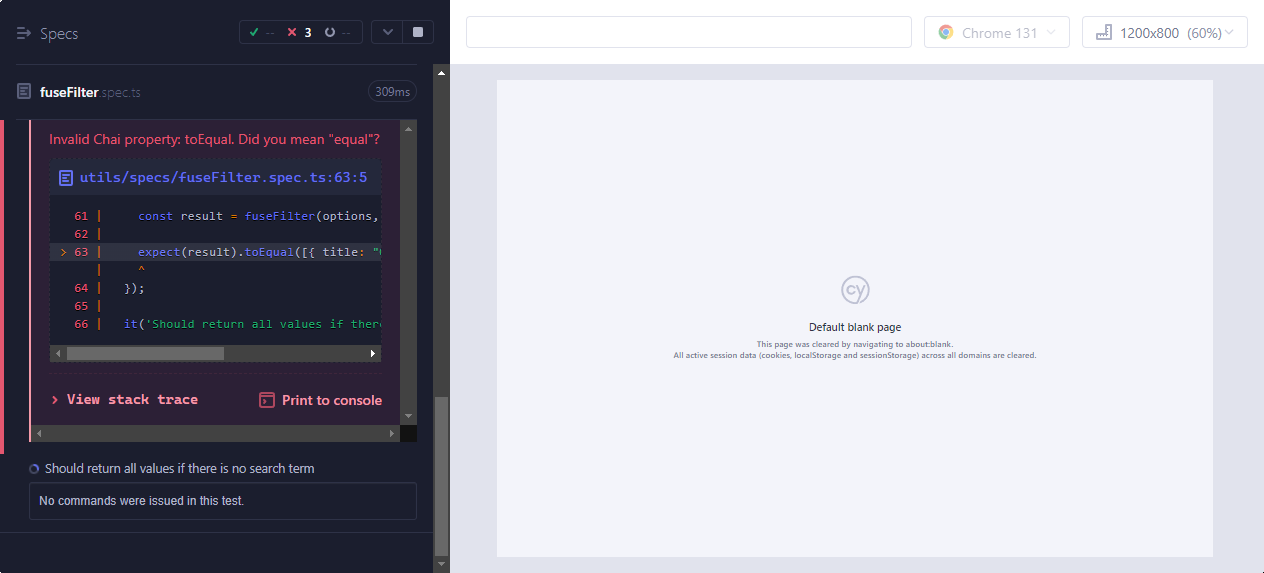 Specs
-- 3 --
Chrome 131
1200x800 (60%)
fuseFilter.spec.ts
309ms
Invalid Chai property: toEqual. Did you mean "equal"?
utils/specs/fuseFilter.spec.ts:63:5
61 | const result = fuseFilter(options,
62 |
> 63 | expect(result).toEqual([{ title: "
| ^
64 | });
65 |
66 | it('Should return all values if there
View stack trace
Print to console
Should return all values if there is no search term
No commands were issued in this test.
cy
Default blank page
This page was cleared by navigating to about:blank.
All active session data (cookies, localStorage and sessionStorage) across all domains are cleared.